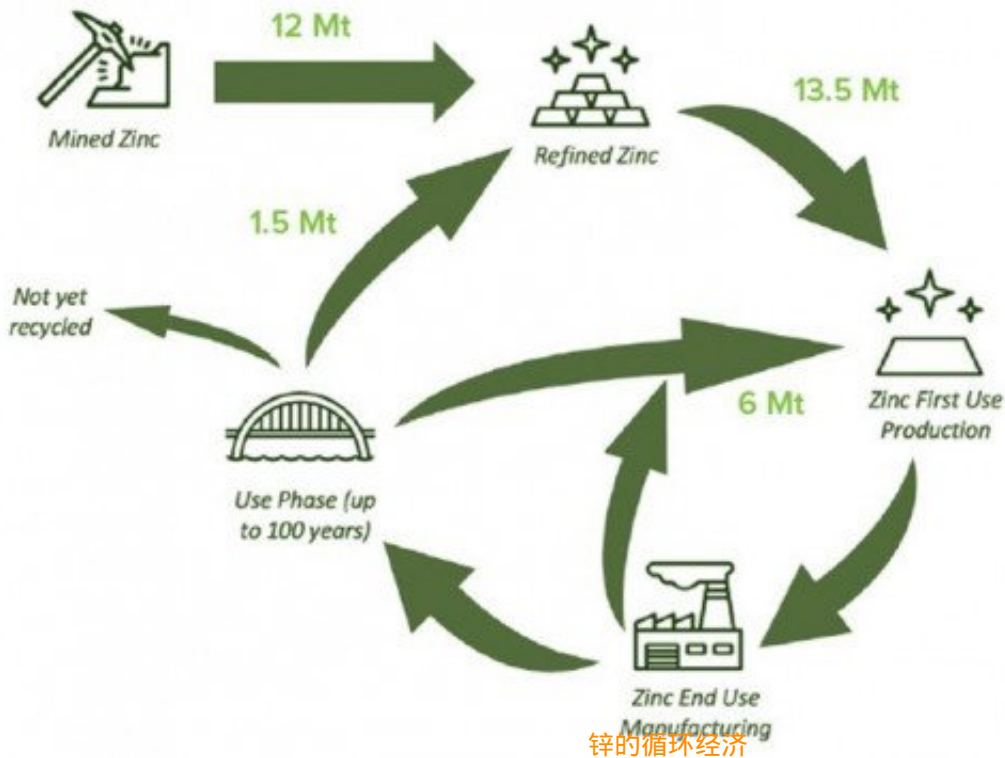 12 Mt
Mined Zinc
Refined Zinc
13.5 Mt
1.5 Mt
Not yet
recycled
6 Mt
Zinc First Use
Production
Use Phase (up
to 100 years)
Zinc End Use
Manufacturing
锌的循环经济